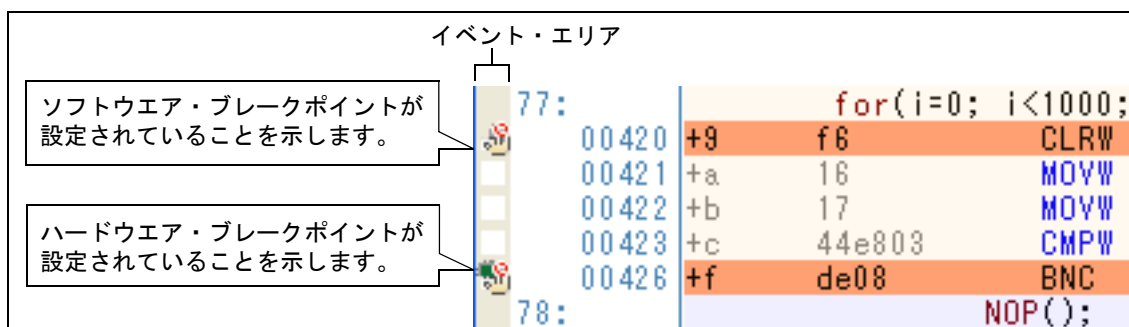 イベント・エリア
ソフトウエア・ブレークポイントが
設定されていることを示します。
ハードウエア・ブレークポイントが
設定されていることを示します。
77: for(i=0; i<1000;
00420 +9 f6 CLRW
00421 +a 16 MOVW
00422 +b 17 MOVW
00423 +c 44e803 CMPW
00426 +f de08 BNC
78: NOP();